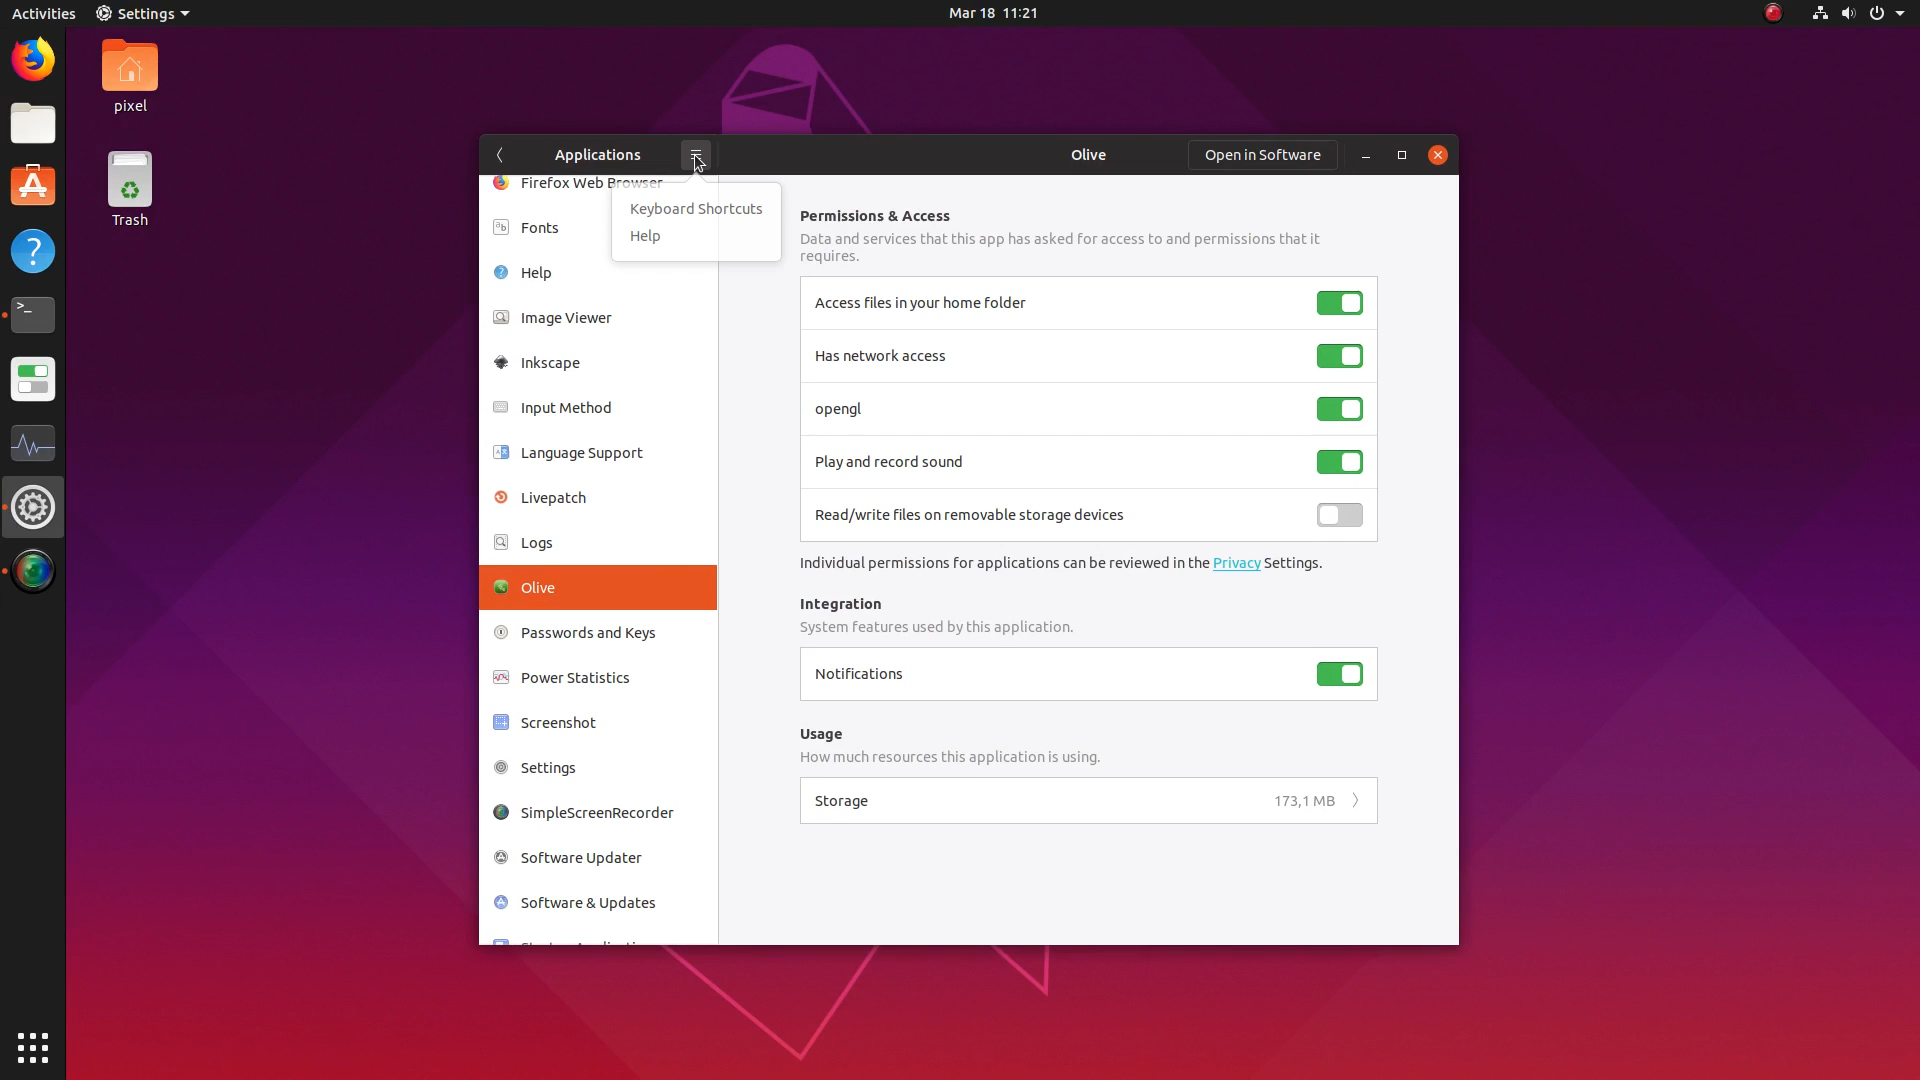 Activities
Settings
Mar 18 11:21
pixel
Trash
Applications
Olive
Open in Software
Firefox Web Browser
Keyboard Shortcuts
Help
Fonts
Help
Image Viewer
Inkscape
Input Method
Language Support
Livepatch
Logs
Olive
Passwords and Keys
Power Statistics
Screenshot
Settings
SimpleScreenRecorder
Software Updater
Software & Updates
Permissions & Access
Data and services that this app has asked for access to and permissions that it
requires.
Access files in your home folder
Has network access
opengl
Play and record sound
Read/write files on removable storage devices
Individual permissions for applications can be reviewed in the Privacy Settings.
Integration
System features used by this application.
Notifications
Usage
How much resources this application is using.
Storage
173,1 MB